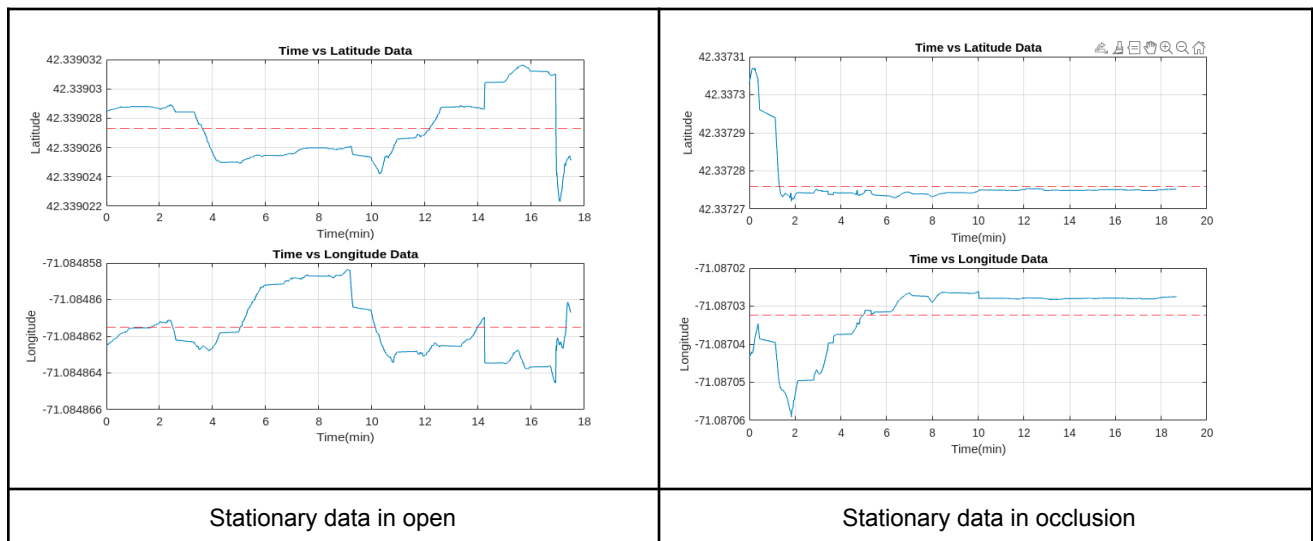 Time vs Latitude Data
42.339032
42.33903
42.339028
42.339026
42.339024
42.339022
Latitude
0 2 4 6 8 10 12 14 16 18
Time(min)
Time vs Longitude Data
-71.084858
-71.08486
-71.084862
-71.084864
-71.084866
Longitude
0 2 4 6 8 10 12 14 16 18
Time(min)
Time vs Latitude Data
42.33731
42.3373
42.33729
42.33728
42.33727
Latitude
0 2 4 6 8 10 12 14 16 18 20
Time(min)
Time vs Longitude Data
-71.08702
-71.08703
-71.08704
-71.08705
-71.08706
Longitude
0 2 4 6 8 10 12 14 16 18 20
Time(min)
Stationary data in open
Stationary data in occlusion